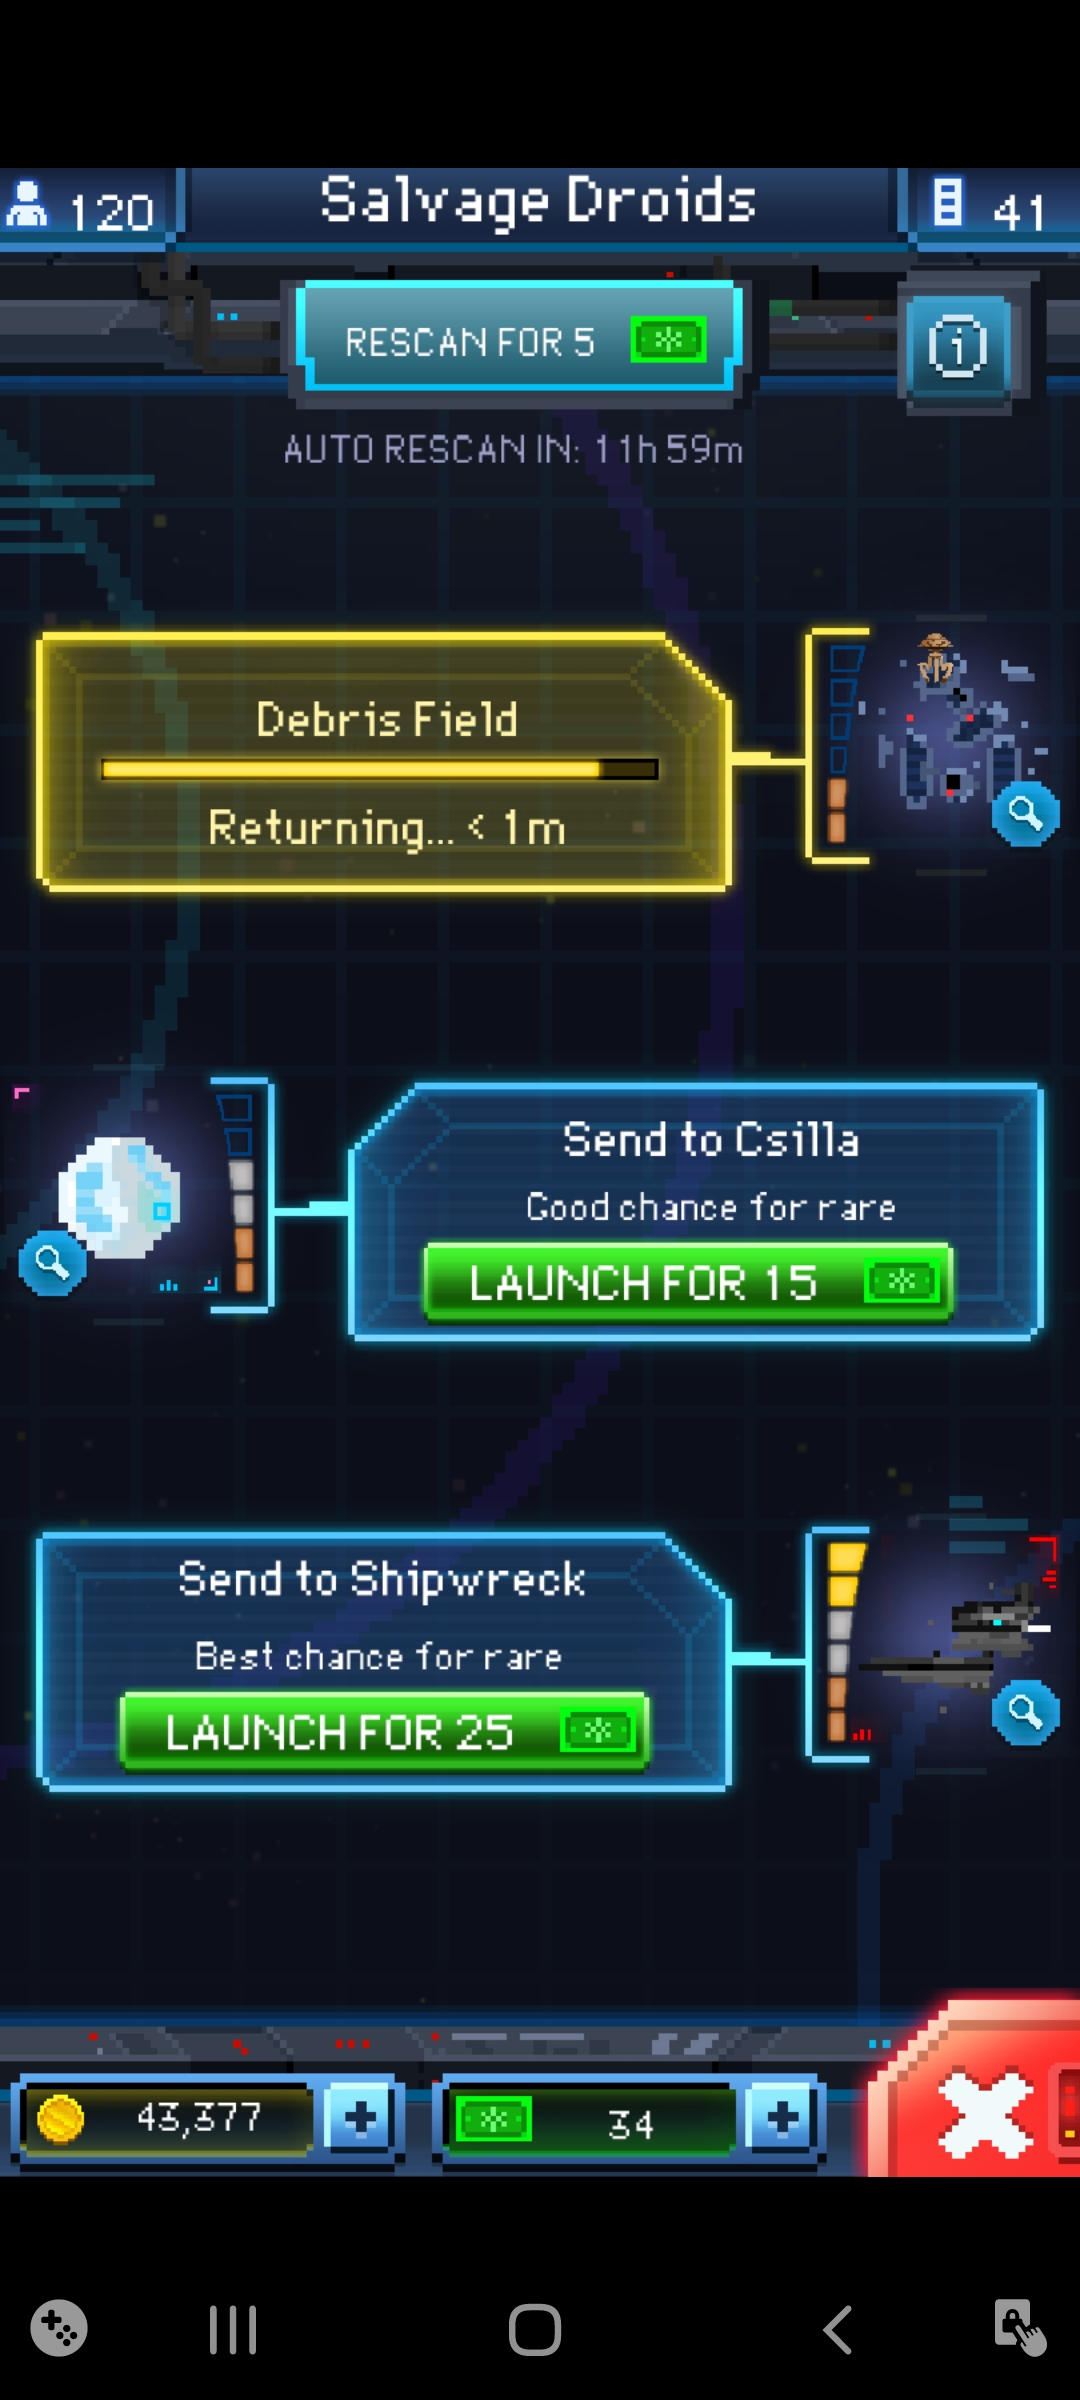 120
Salvage Droids
41
RESCAN FOR 5
AUTO RESCAN IN: 11h 59m
Debris Field
Returning... < 1m
Send to Csilla
Good chance for rare
LAUNCH FOR 15
Send to Shipwreck
Best chance for rare
LAUNCH FOR 25
43,377
34